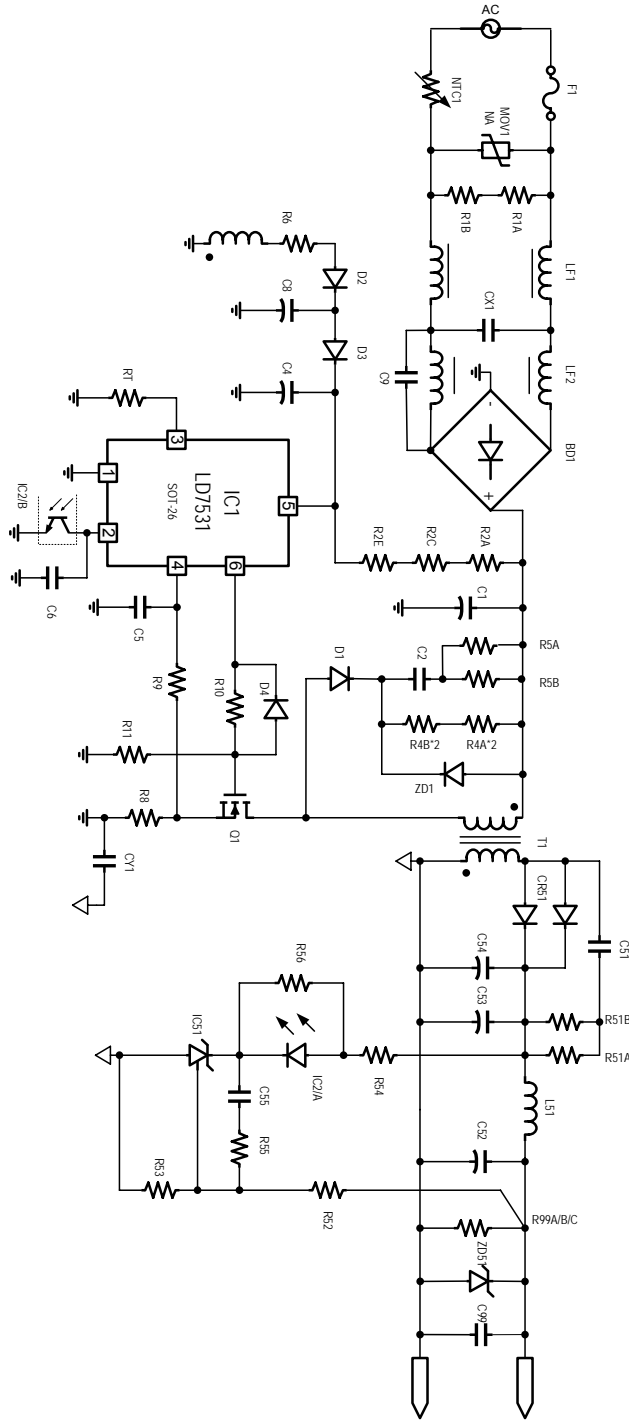 AC
F1
NTC1
MOV1
NA
R1B
R1A
LF1
CX1
C9
LF2
BD1
-
+
R6
D2
C8
D3
C4
RT
3
1
2
4
5
6
IC1
LD7531
SOT-26
IC2/B
C6
C5
R9
R10
D4
R11
R8
Q1
CY1
R2E
R2C
R2A
C1
R5A
R5B
D1
C2
R4B*2
R4A*2
ZD1
T1
CR51
C51
C54
C53
R51B
R51A
R56
IC51
IC2/A
R54
C55
R55
R53
R52
L51
C52
R99A/B/C
ZD51
C99